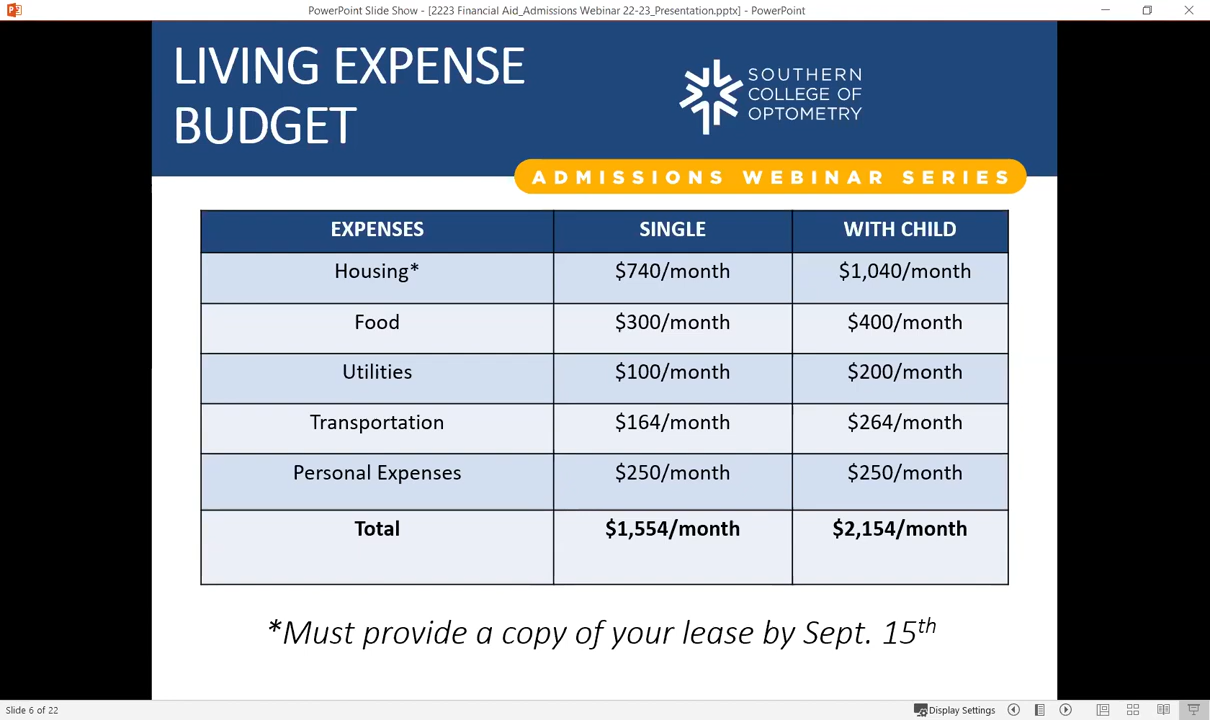 PowerPoint Slide Show - [2223 Financial Aid_Admissions Webinar 22-23_Presentation.pptx] - PowerPoint
LIVING EXPENSE
BUDGET
SOUTHERN
COLLEGE OF
OPTOMETRY
ADMISSIONS WEBINAR SERIES
EXPENSES SINGLE WITH CHILD
Housing* $740/month $1,040/month
Food $300/month $400/month
Utilities $100/month $200/month
Transportation $164/month $264/month
Personal Expenses $250/month $250/month
Total $1,554/month $2,154/month
*Must provide a copy of your lease by Sept. 15th
Slide 6 of 22 Display Settings